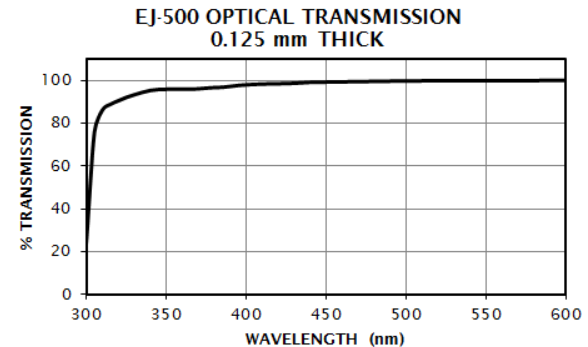 EJ-500 OPTICAL TRANSMISSION
0.125 mm THICK
% TRANSMISSION
100
80
60
40
20
0
300 350 400 450 500 550 600
WAVELENGTH (nm)